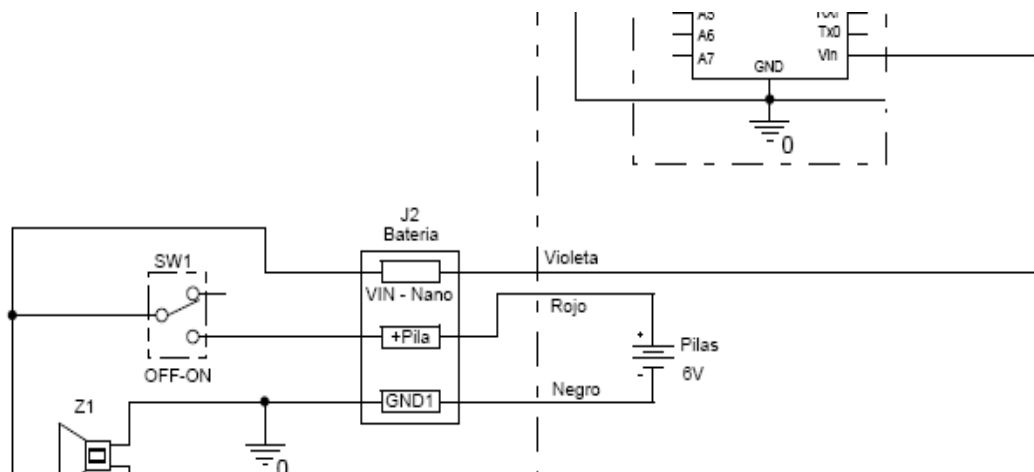 A5
A6
Tx0
A7
Vin
GND
0
J2
Bateria
SW1
Violeta
VIN - Nano
Rojo
+Pila
+
Pilas
OFF-ON
-
6V
Negro
GND1
Z1
0